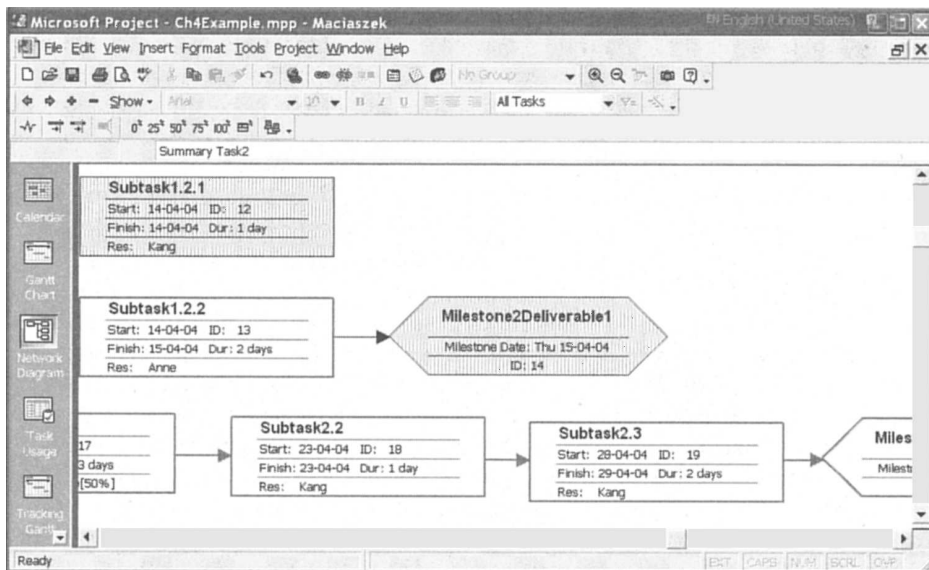 Microsoft Project - Ch4Example.mpp - Maciaszek
EN English (United States)
File Edit View Insert Format Tools Project Window Help
No Group
Show Arial 10 B I U All Tasks
0% 25% 50% 75% 100%
Summary Task2
Calendar
Gantt
Chart
Network
Diagram
Task
Usage
Tracking
Gantt
Subtask1.2.1
Start: 14-04-04 ID: 12
Finish: 14-04-04 Dur: 1 day
Res: Kang
Subtask1.2.2
Start: 14-04-04 ID: 13
Finish: 15-04-04 Dur: 2 days
Res: Anne
Milestone2Deliverable1
Milestone Date: Thu 15-04-04
ID: 14
17
3 days
[50%]
Subtask2.2
Start: 23-04-04 ID: 18
Finish: 23-04-04 Dur: 1 day
Res: Kang
Subtask2.3
Start: 28-04-04 ID: 19
Finish: 29-04-04 Dur: 2 days
Res: Kang
Miles
Milest
Ready
EXT CAPS NUM SCRL OVR